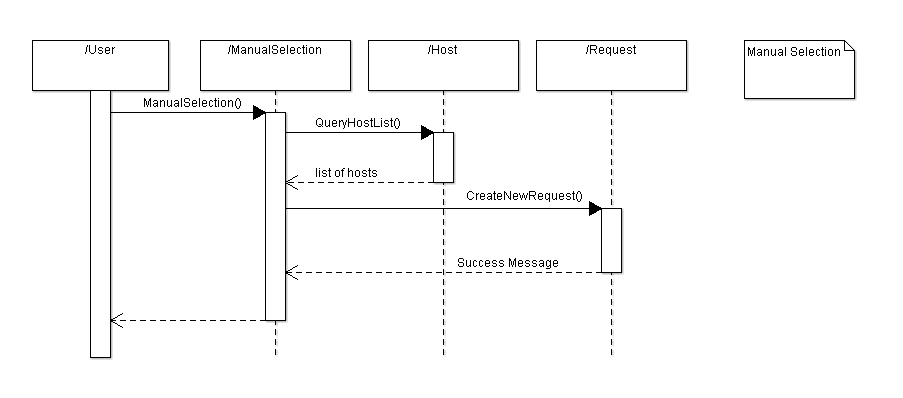 /User
/ManualSelection
/Host
/Request
Manual Selection
ManualSelection()
QueryHostList()
list of hosts
CreateNewRequest()
Success Message